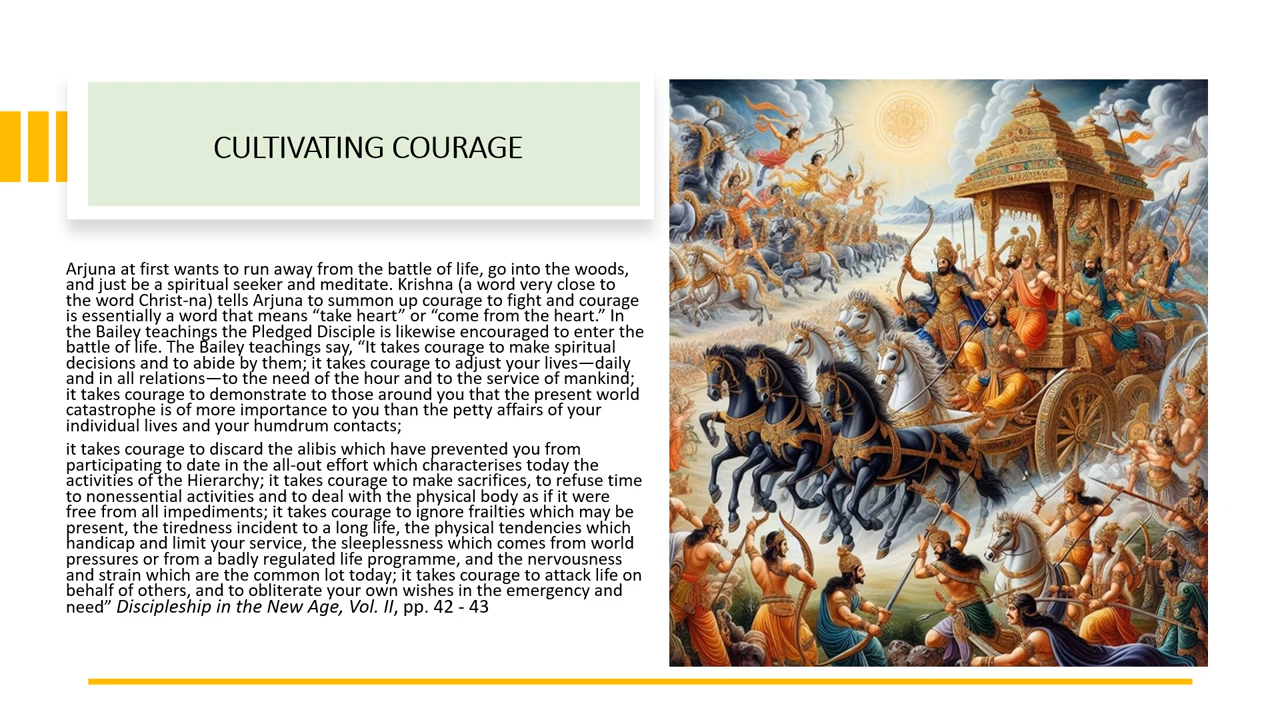 CULTIVATING COURAGE
Arjuna at first wants to run away from the battle of life, go into the woods,
and just be a spiritual seeker and meditate. Krishna (a word very close to
the word Christ-na) tells Arjuna to summon up courage to fight and courage
is essentially a word that means “take heart” or “come from the heart.” In
the Bailey teachings the Pledged Disciple is likewise encouraged to enter the
battle of life. The Bailey teachings say, “It takes courage to make spiritual
decisions and to abide by them; it takes courage to adjust your lives—daily
and in all relations—to the need of the hour and to the service of mankind;
it takes courage to demonstrate to those around you that the present world
catastrophe is of more importance to you than the petty affairs of your
individual lives and your humdrum contacts;
it takes courage to discard the alibis which have prevented you from
participating to date in the all-out effort which characterises today the
activities of the Hierarchy; it takes courage to make sacrifices, to refuse time
to nonessential activities and to deal with the physical body as if it were
free from all impediments; it takes courage to ignore frailties which may be
present, the tiredness incident to a long life, the physical tendencies which
handicap and limit your service, the sleeplessness which comes from world
pressures or from a badly regulated life programme, and the nervousness
and strain which are the common lot today; it takes courage to attack life on
behalf of others, and to obliterate your own wishes in the emergency and
need” Discipleship in the New Age, Vol. II, pp. 42 - 43